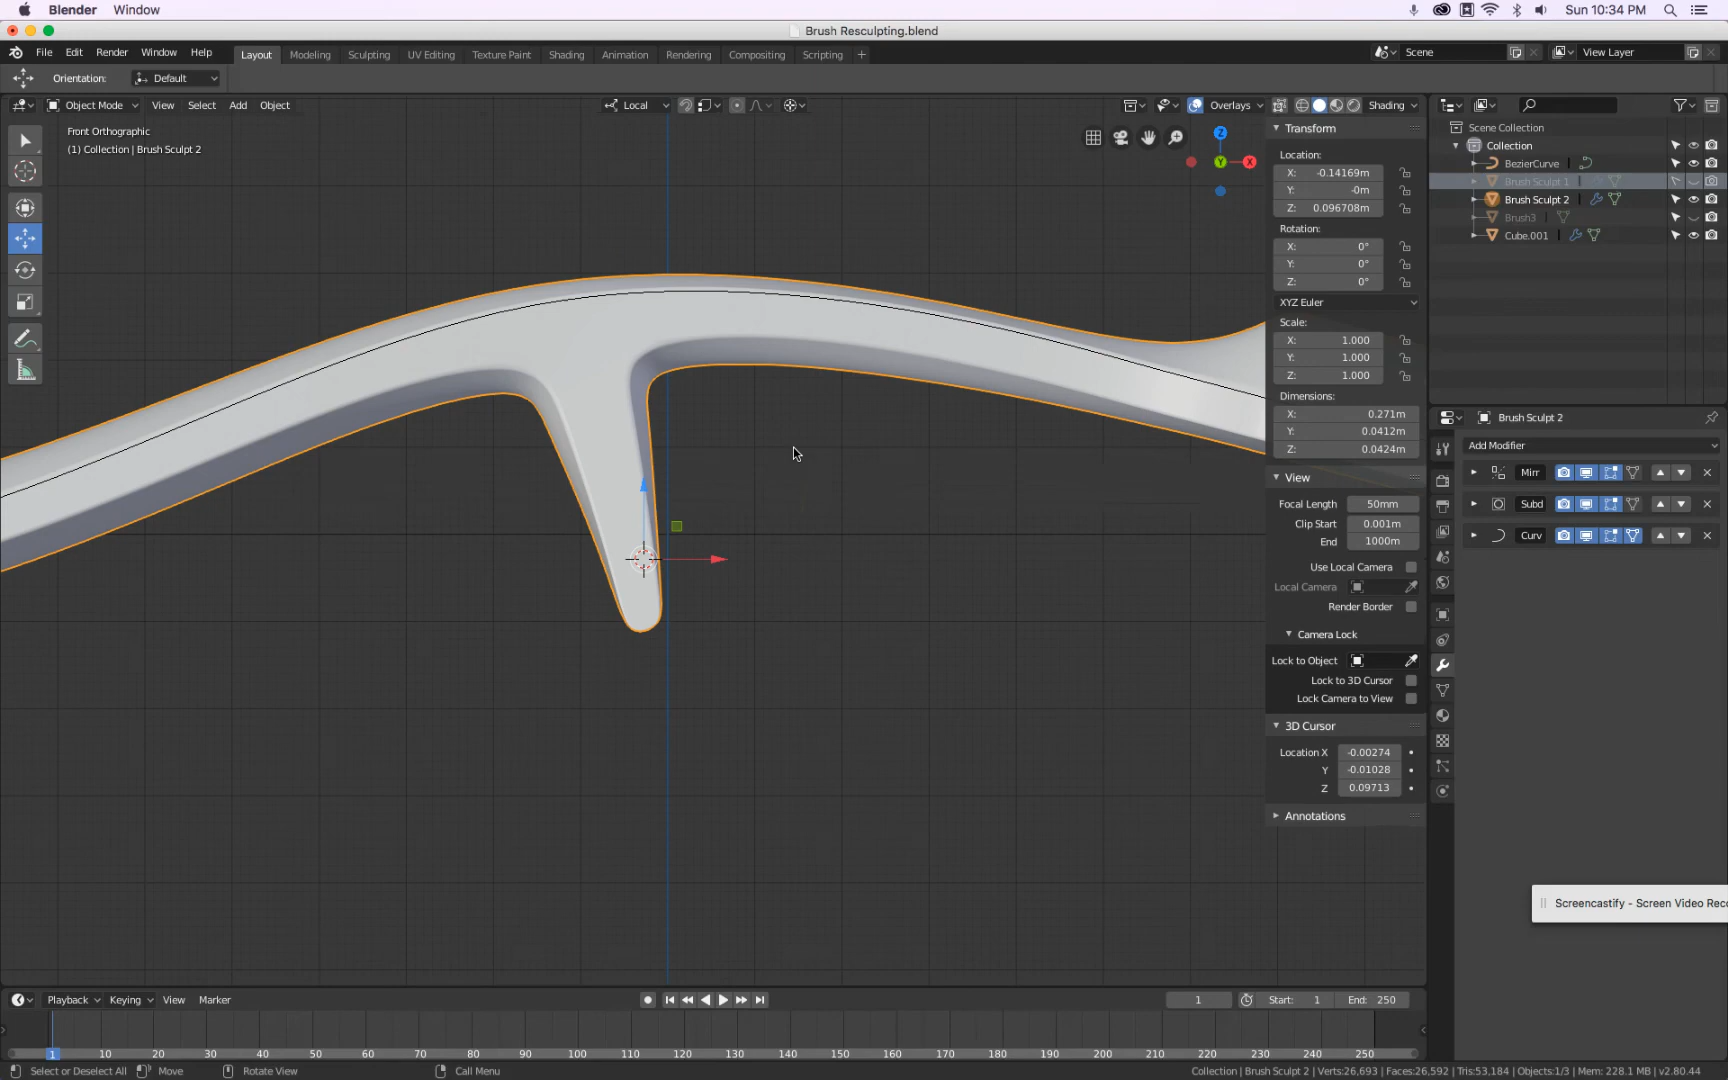 Blender Window Sun 10:34 PM
Brush Resculpting.blend
File Edit Render Window Help Layout Modeling Sculpting UV Editing Texture Paint Shading Animation Rendering Compositing Scripting + Scene View Layer
Orientation: Default
Object Mode View Select Add Object Local Overlays Shading
Front Orthographic
(1) Collection | Brush Sculpt 2
Z
Y
X
Transform
Location:
X: -0.14169m
Y: -0m
Z: 0.096708m
Rotation:
X: 0°
Y: 0°
Z: 0°
XYZ Euler
Scale:
X: 1.000
Y: 1.000
Z: 1.000
Dimensions:
X: 0.271m
Y: 0.0412m
Z: 0.0424m
View
Focal Length 50mm
Clip Start 0.001m
End 1000m
Use Local Camera
Local Camera
Render Border
Camera Lock
Lock to Object
Lock to 3D Cursor
Lock Camera to View
3D Cursor
Location X -0.00274
Y -0.01028
Z 0.09713
Annotations
Scene Collection
Collection
BezierCurve
Brush Sculpt 1
Brush Sculpt 2
Brush3
Cube.001
Brush Sculpt 2
Add Modifier
Mirr
Subd
Curv
Screencastify - Screen Video Rec
Playback Keying View Marker 1 Start: 1 End: 250
1 10 20 30 40 50 60 70 80 90 100 110 120 130 140 150 160 170 180 190 200 210 220 230 240 250
Select or Deselect All Move Rotate View Call Menu Collection | Brush Sculpt 2 | Verts:26,693 | Faces:26,592 | Tris:53,184 | Objects:1/3 | Mem: 228.1 MB | v2.80.44